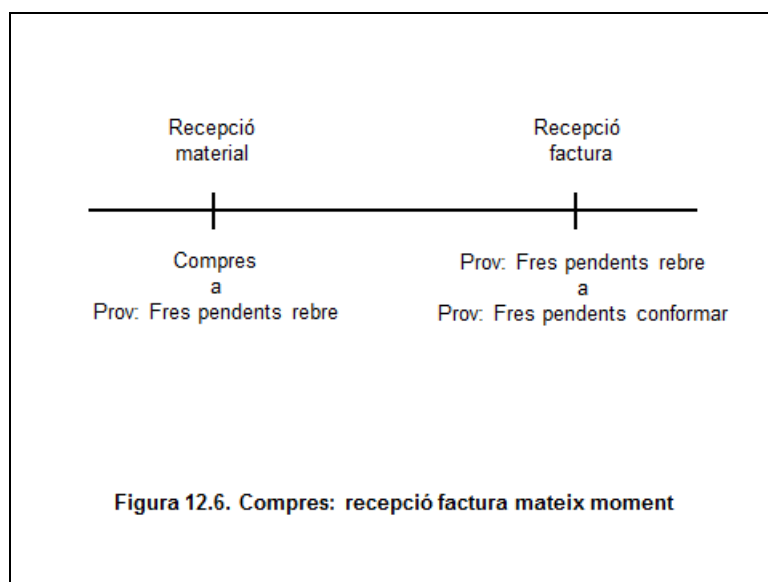 Recepció
material
Recepció
factura
Compres
a
Prov: Fres pendents rebre
Prov: Fres pendents rebre
a
Prov: Fres pendents conformar
Figura 12.6. Compres: recepció factura mateix moment